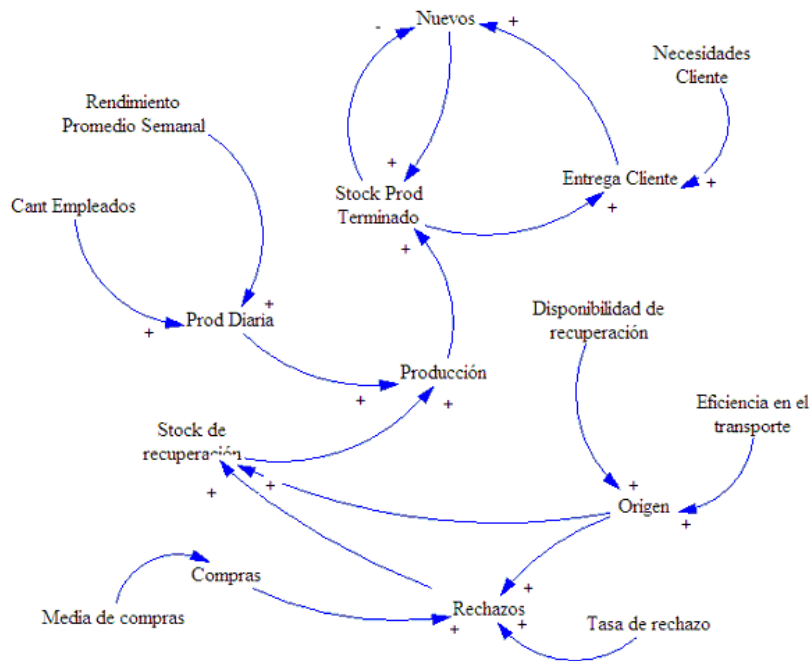 Nuevos
-
+
Necesidades
Cliente
Rendimiento
Promedio Semanal
+
Entrega Cliente
+
Stock Prod
Terminado
+
+
Cant Empleados
+
Prod Diaria
+
Disponibilidad de
recuperación
Producción
+
+
Eficiencia en el
transporte
Stock de
recuperación
+
+
+
Origen
+
Compras
+
Rechazos
+
+
Media de compras
Tasa de rechazo